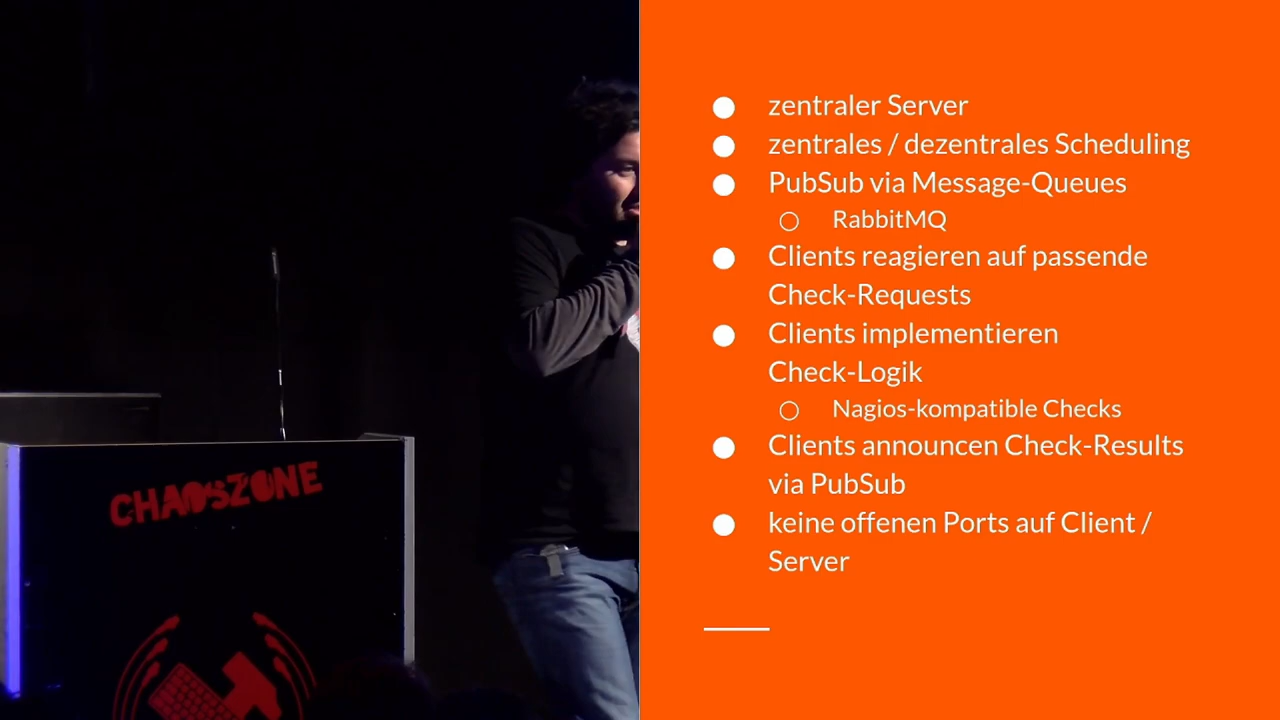 CHAOSZONE
zentraler Server
zentrales / dezentrales Scheduling
PubSub via Message-Queues
RabbitMQ
Clients reagieren auf passende
Check-Requests
Clients implementieren
Check-Logik
Nagios-kompatible Checks
Clients announcen Check-Results
via PubSub
keine offenen Ports auf Client /
Server